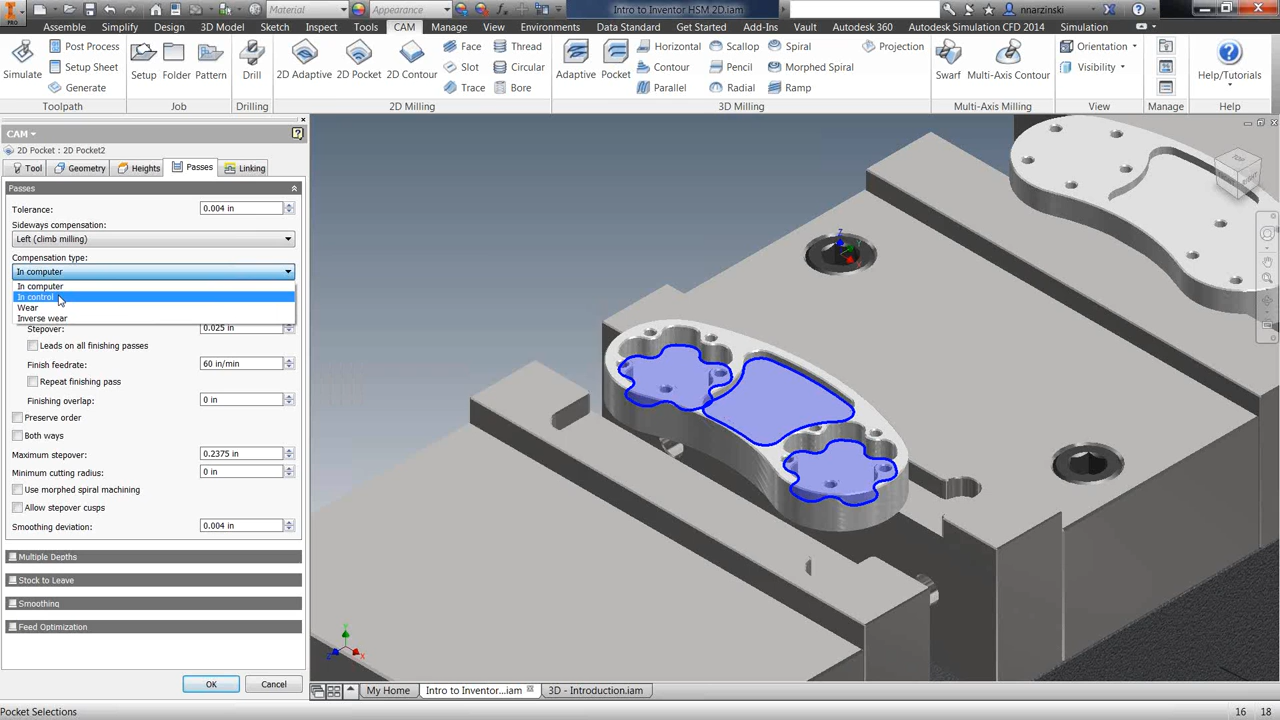 Material
Appearance
Intro to Inventor HSM 2D.iam
nnarzinski
PRO
Assemble Simplify Design 3D Model Sketch Inspect Tools CAM Manage View Environments Data Standard Get Started Add-Ins Vault Autodesk 360 Autodesk Simulation CFD 2014 Simulation
Simulate
Post Process
Setup Sheet
Generate
Toolpath
Setup
Folder
Pattern
Job
Drill
Drilling
2D Adaptive
2D Pocket
2D Contour
Face
Slot
Trace
Thread
Circular
Bore
2D Milling
Adaptive
Pocket
Horizontal
Contour
Parallel
Scallop
Pencil
Radial
Spiral
Morphed Spiral
Ramp
Projection
3D Milling
Swarf
Multi-Axis Contour
Multi-Axis Milling
Orientation
Visibility
View
Manage
Help/Tutorials
Help
CAM
2D Pocket : 2D Pocket2
Tool Geometry Heights Passes Linking
Passes
Tolerance: 0.004 in
Sideways compensation:
Left (climb milling)
Compensation type:
In computer
In computer
In control
Wear
Inverse wear
Stepover: 0.025 in
Leads on all finishing passes
Finish feedrate: 60 in/min
Repeat finishing pass
Finishing overlap: 0 in
Preserve order
Both ways
Maximum stepover: 0.2375 in
Minimum cutting radius: 0 in
Use morphed spiral machining
Allow stepover cusps
Smoothing deviation: 0.004 in
Multiple Depths
Stock to Leave
Smoothing
Feed Optimization
OK Cancel
TOP
Z
Y
X
Z
My Home Intro to Inventor...iam 3D - Introduction.iam
Pocket Selections
16 18